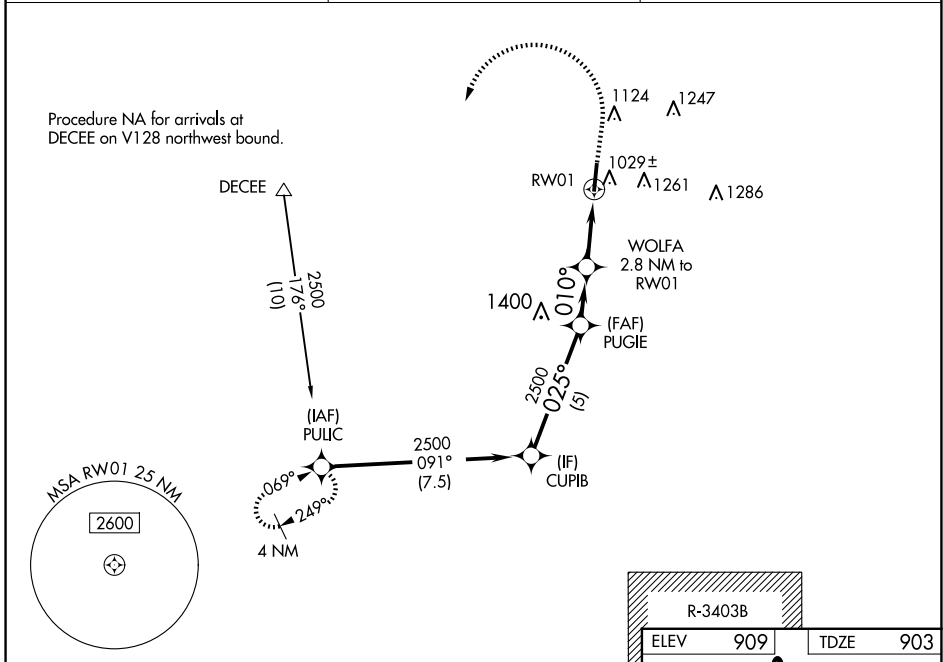 Procedure NA for arrivals at
DECEE on V128 northwest bound.
1124
1247
DECEE
RW01
1029±
1261
1286
WOLFA
2.8 NM to
RW01
2500
176°
(10)
1400
010°
(FAF)
PUGIE
2500
025°
(5)
(IAF)
PULIC
2500
091°
(7.5)
(IF)
CUPIB
069°
249°
4 NM
MSA RW01 25 NM
2600
R-3403B
ELEV 909
TDZE 903